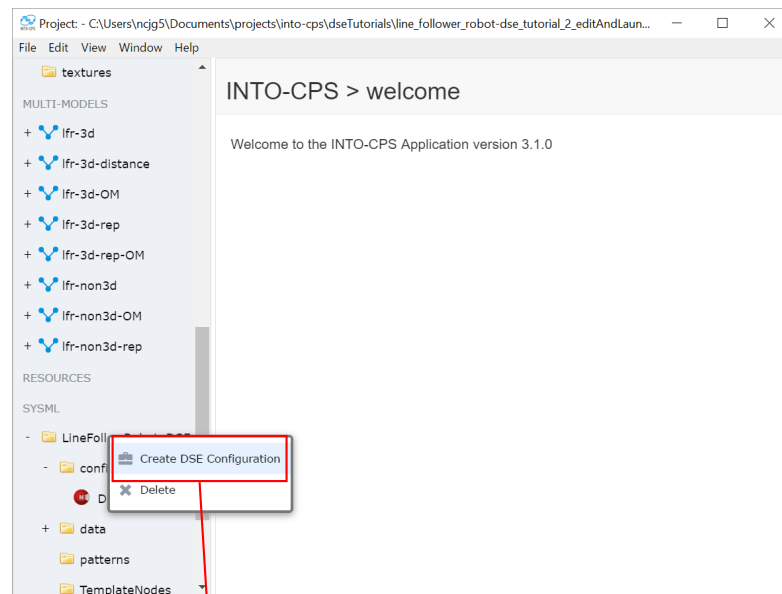 Project: - C:\Users\ncjg5\Documents\projects\into-cps\dseTutorials\line_follower_robot-dse_tutorial_2_editAndLaun...
File Edit View Window Help
textures
INTO-CPS > welcome
MULTI-MODELS
Welcome to the INTO-CPS Application version 3.1.0
+ lfr-3d
+ lfr-3d-distance
+ lfr-3d-OM
+ lfr-3d-rep
+ lfr-3d-rep-OM
+ lfr-non3d
+ lfr-non3d-OM
+ lfr-non3d-rep
RESOURCES
SYSML
- LineFoll
Create DSE Configuration
- confi
Delete
D
+ data
patterns
TemplateNodes